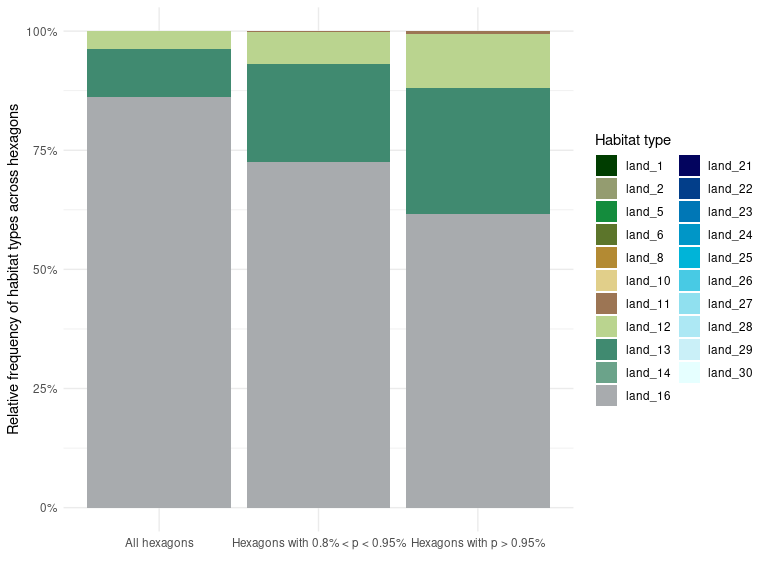 Relative frequency of habitat types across hexagons
100%
75%
50%
25%
0%
All hexagons
Hexagons with 0.8% < p < 0.95%
Hexagons with p > 0.95%
Habitat type
land_1
land_2
land_5
land_6
land_8
land_10
land_11
land_12
land_13
land_14
land_16
land_21
land_22
land_23
land_24
land_25
land_26
land_27
land_28
land_29
land_30